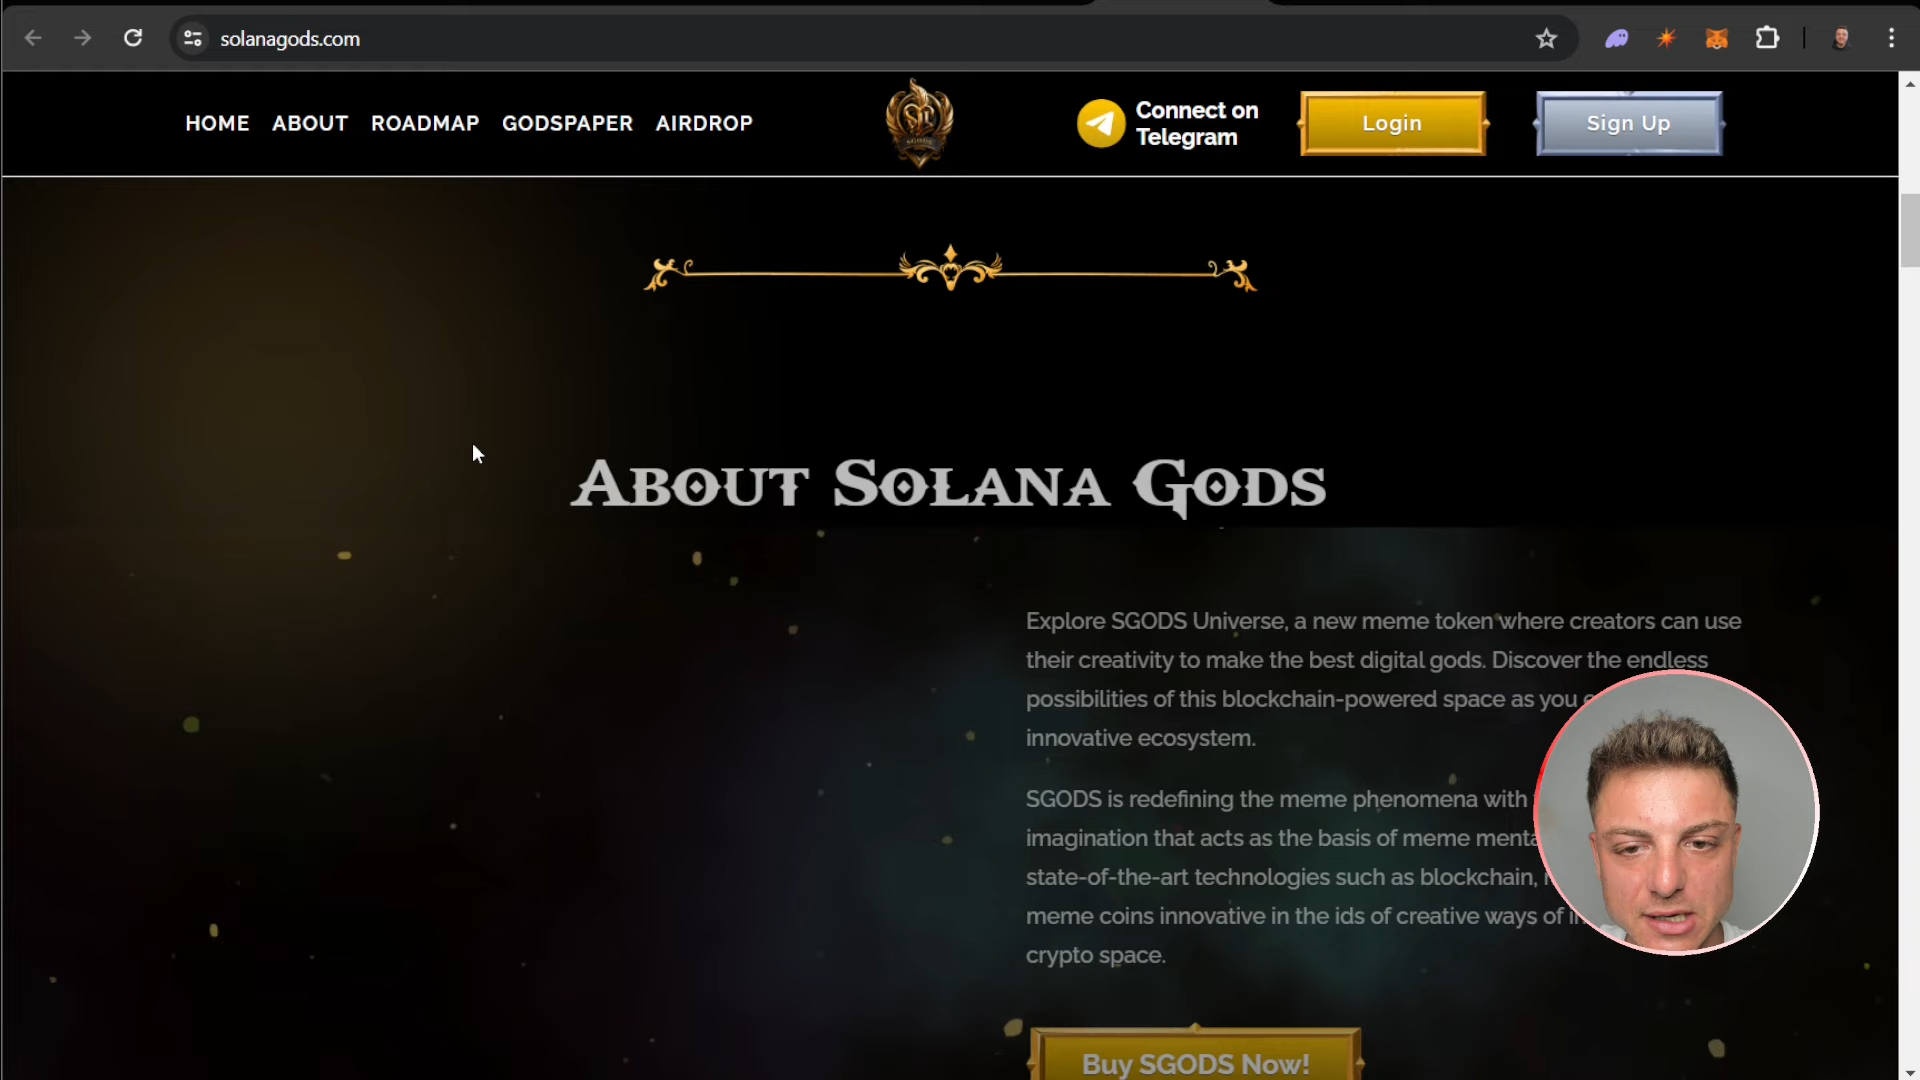 solanagods.com
HOME ABOUT ROADMAP GODSPAPER AIRDROP
SGODS
Connect on
Telegram
Login
Sign Up
About Solana Gods
Explore SGODS Universe, a new meme token where creators can use
their creativity to make the best digital gods. Discover the endless
possibilities of this blockchain-powered space as you
innovative ecosystem.
SGODS is redefining the meme phenomena with
imagination that acts as the basis of meme
state-of-the-art technologies such as blockchain,
meme coins innovative in the ids of creative ways of
crypto space.
Buy SGODS Now!